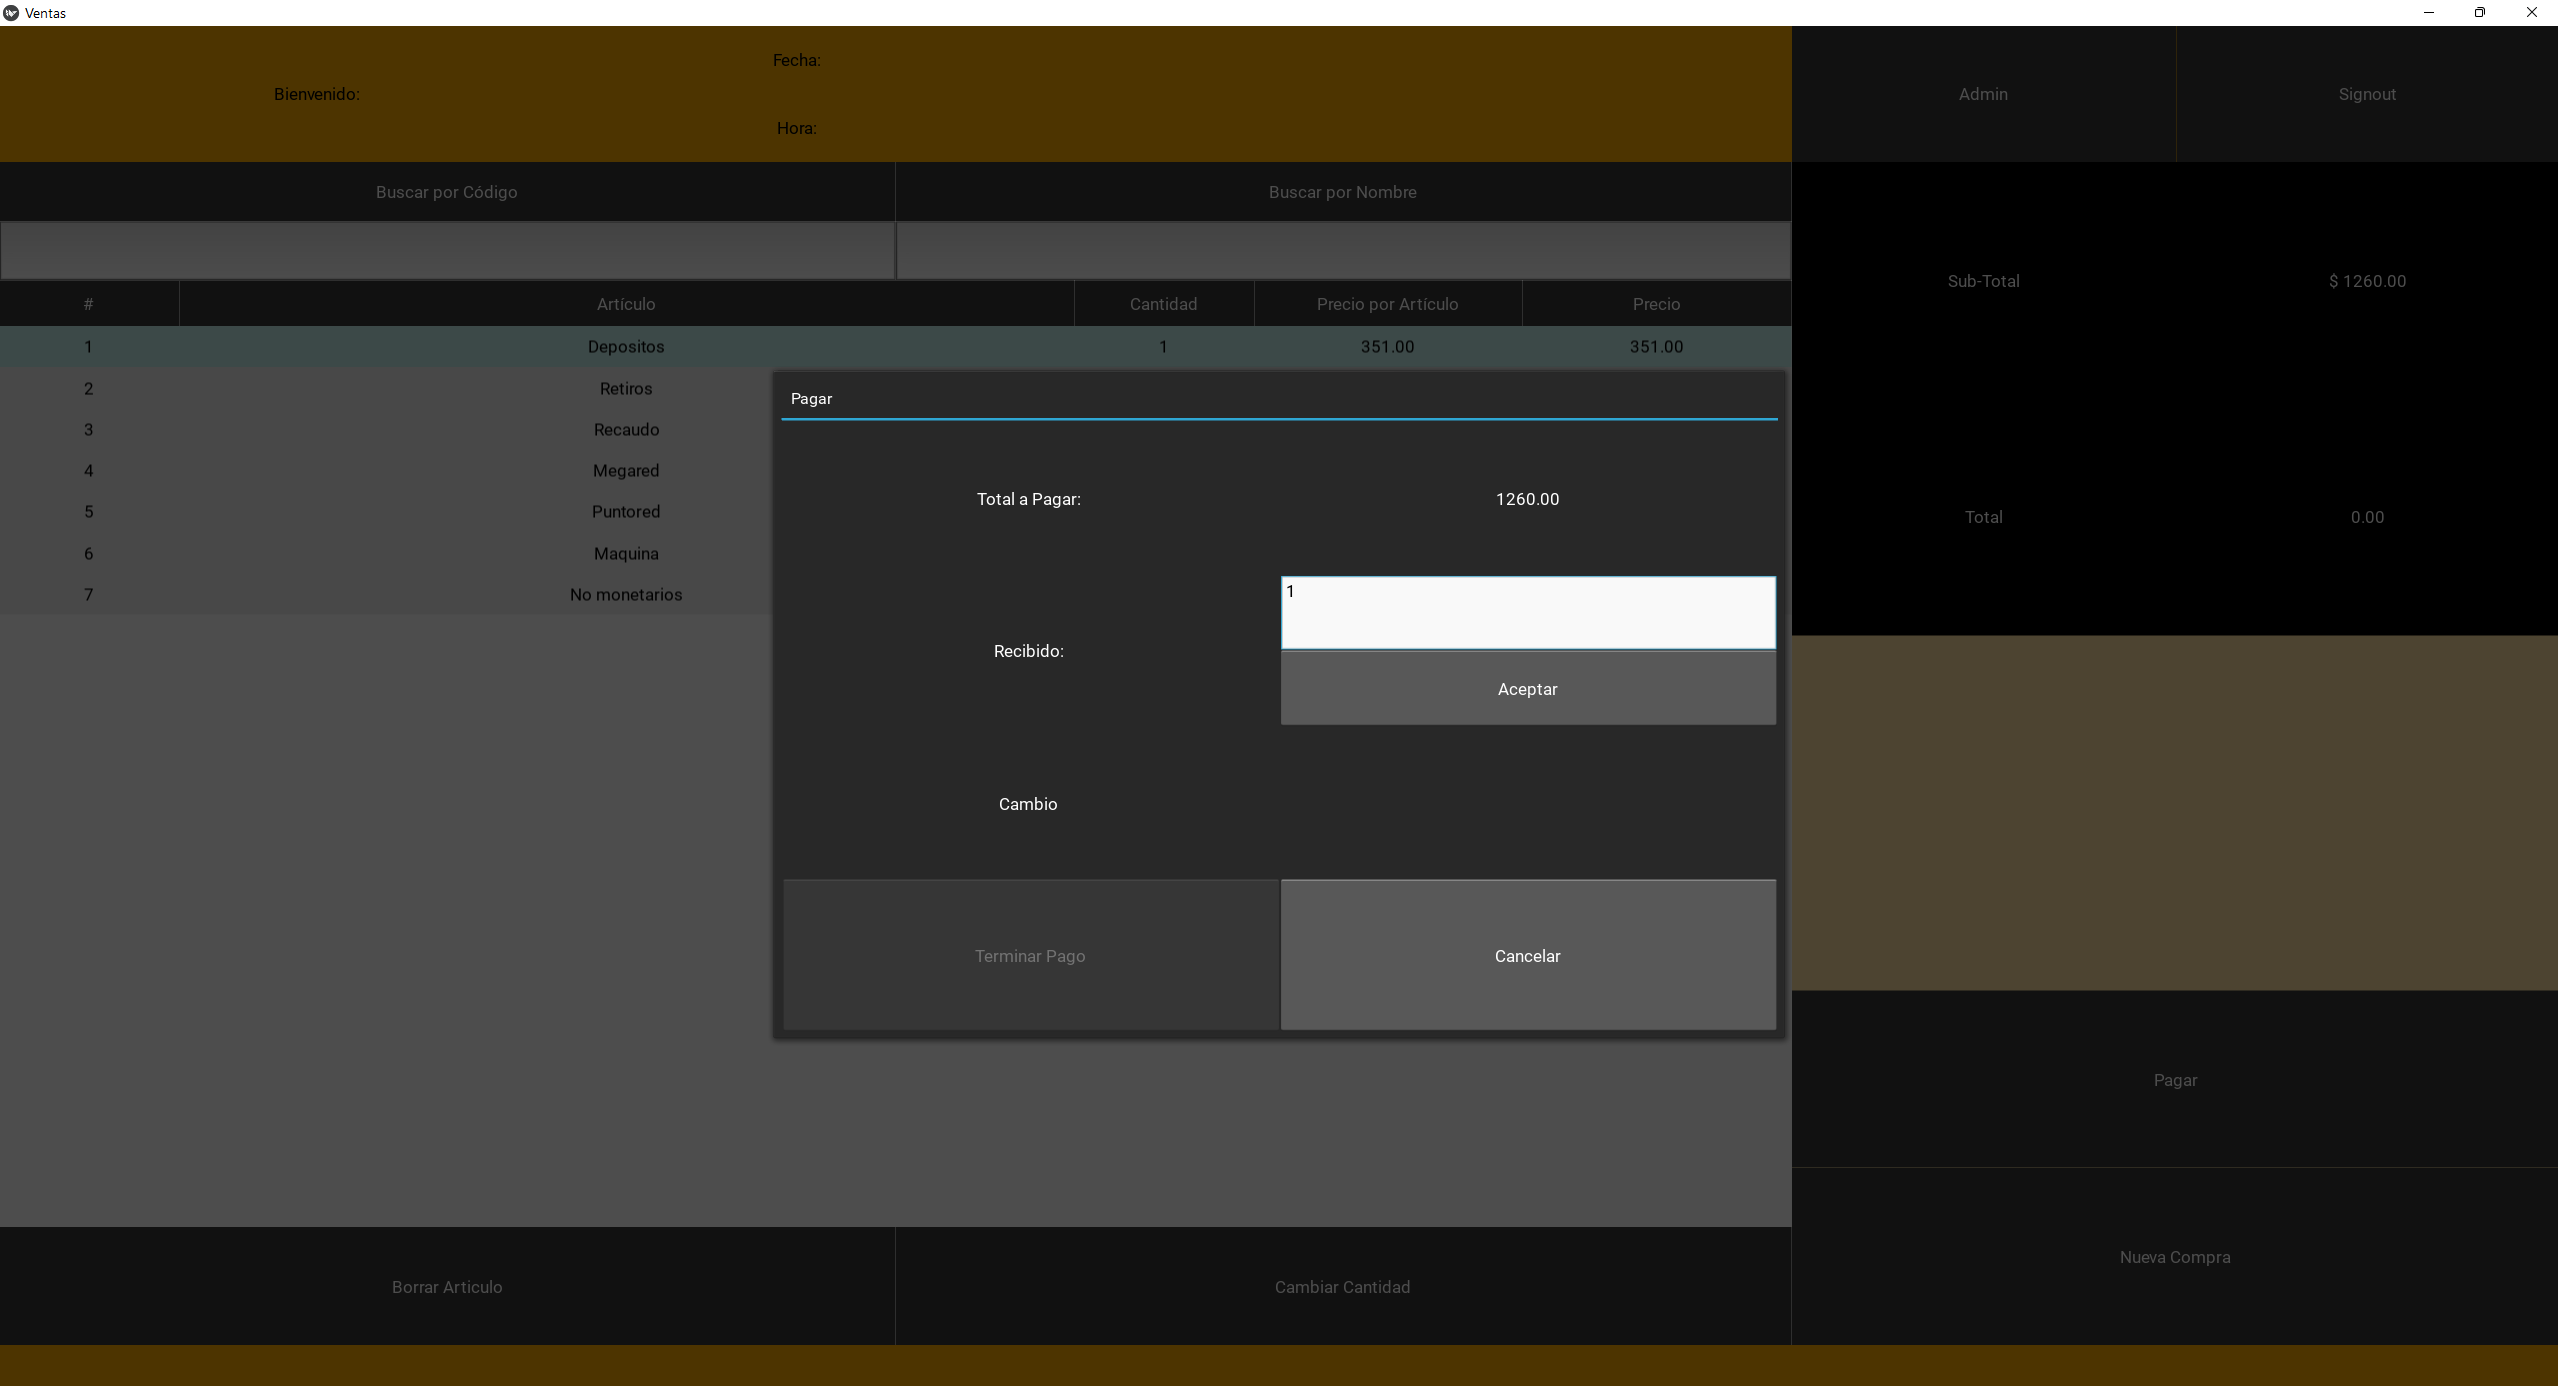 Ventas
Fecha:
Bienvenido:
Hora:
Admin
Signout
Buscar por Código
Buscar por Nombre
# Artículo Cantidad Precio por Artículo Precio
1 Depositos 1 351.00 351.00
2 Retiros
3 Recaudo
4 Megared
5 Puntored
6 Maquina
7 No monetarios
Sub-Total $ 1260.00
Total 0.00
Pagar
Total a Pagar: 1260.00
Recibido: 1
Aceptar
Cambio
Terminar Pago
Cancelar
Pagar
Nueva Compra
Borrar Articulo
Cambiar Cantidad